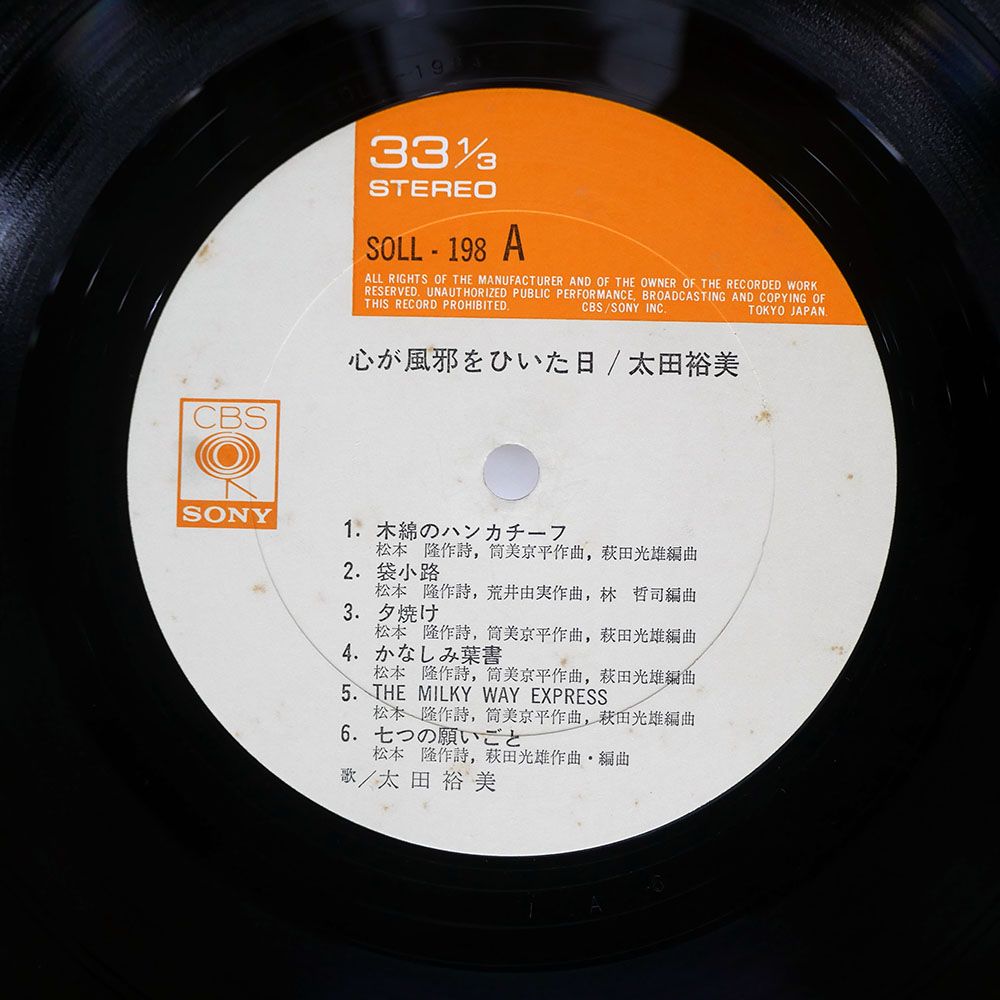 33 1/3
STEREO
SOLL - 198 A
ALL RIGHTS OF THE MANUFACTURER AND OF THE OWNER OF THE RECORDED WORK
RESERVED. UNAUTHORIZED PUBLIC PERFORMANCE, BROADCASTING AND COPYING OF
THIS RECORD PROHIBITED. CBS/SONY INC. TOKYO JAPAN.
心が風邪をひいた日/太田裕美
CBS
SONY
1. 木綿のハンカチーフ
松本 隆作詩, 筒美京平作曲, 萩田光雄編曲
2. 袋小路
松本 隆作詩, 荒井由実作曲, 林 哲司編曲
3. 夕焼け
松本 隆作詩, 筒美京平作曲, 萩田光雄編曲
4. かなしみ葉書
松本 隆作詩, 筒美京平作曲, 萩田光雄編曲
5. THE MILKY WAY EXPRESS
松本 隆作詩, 筒美京平作曲, 萩田光雄編曲
6. 七つの願いごと
松本 隆作詩, 萩田光雄作曲・編曲
歌/太田裕美